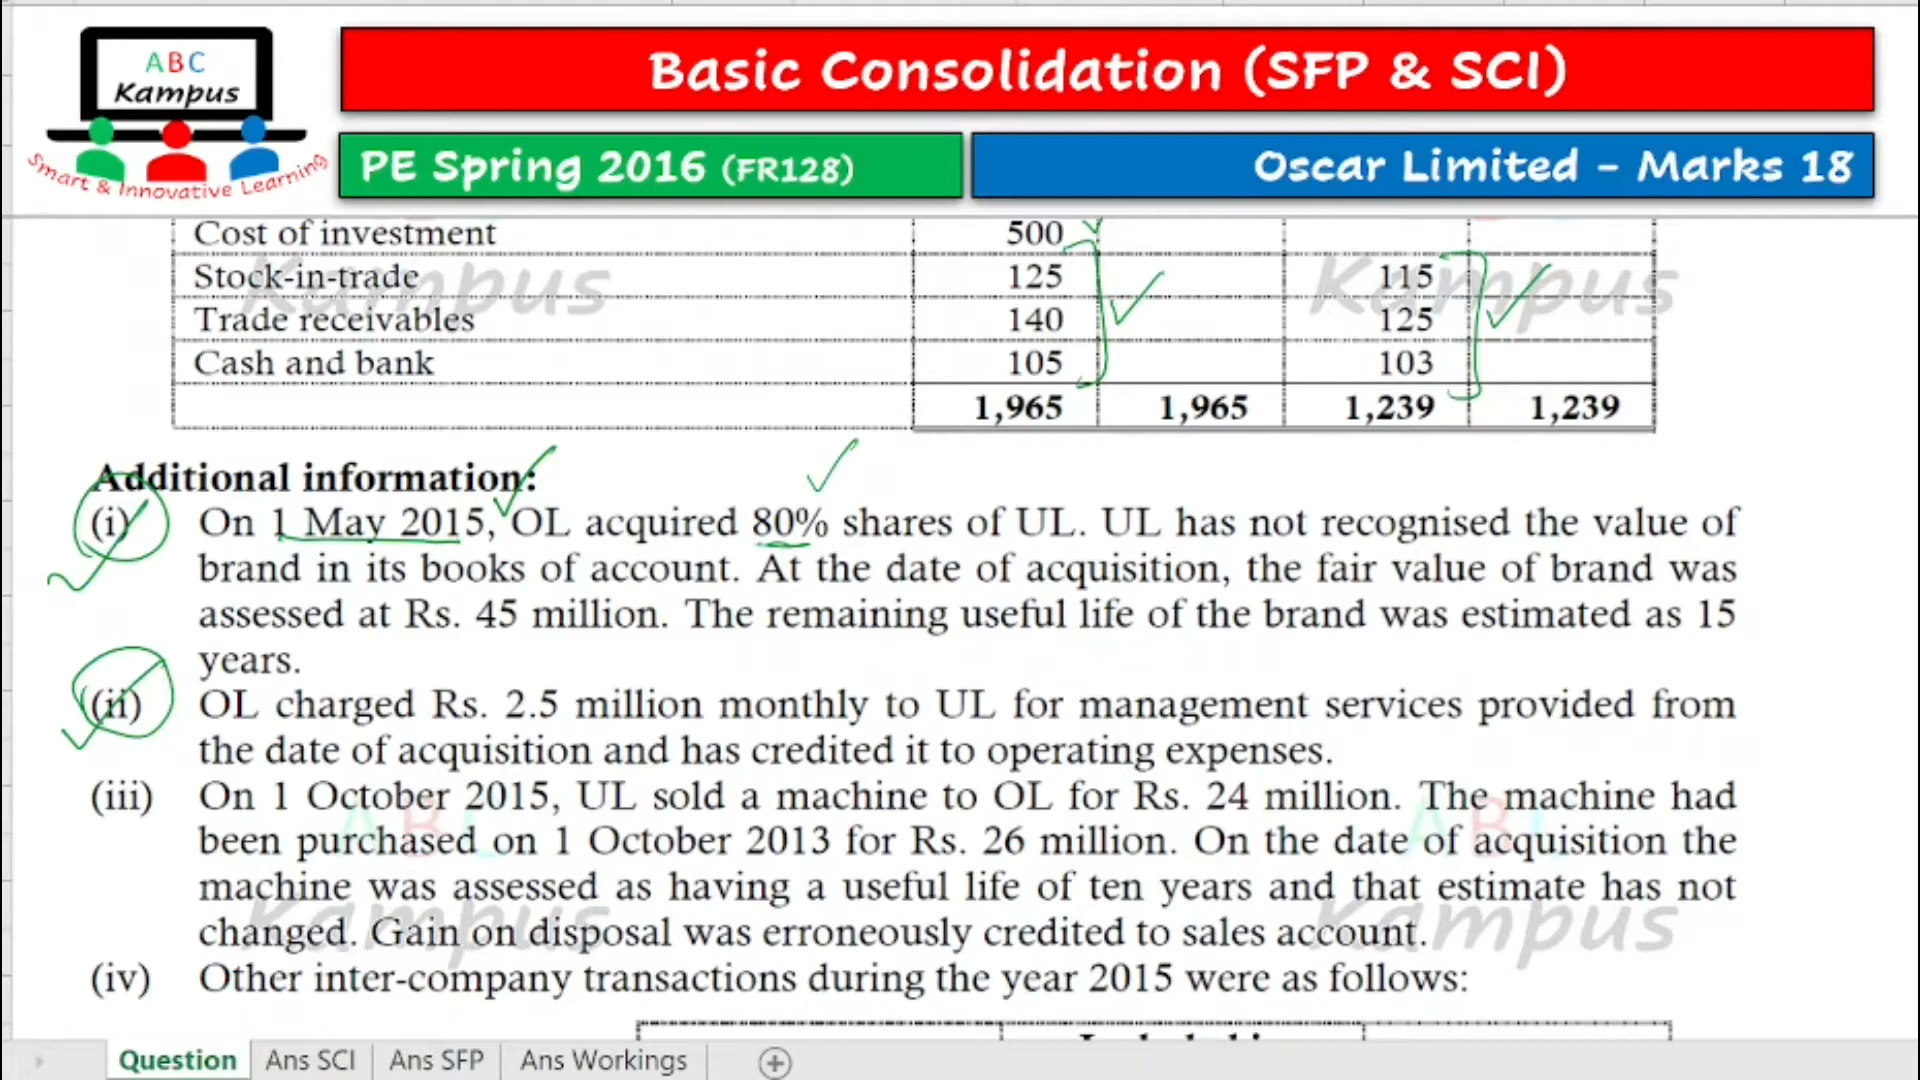 ABC
Kampus
Smart & Innovative Learning
Basic Consolidation (SFP & SCI)
PE Spring 2016 (FR128)
Oscar Limited - Marks 18
Cost of investment 500
Stock-in-trade 125 115
Trade receivables 140 125
Cash and bank 105 103
1,965 1,965 1,239 1,239
Additional information:
(i) On 1 May 2015, OL acquired 80% shares of UL. UL has not recognised the value of
brand in its books of account. At the date of acquisition, the fair value of brand was
assessed at Rs. 45 million. The remaining useful life of the brand was estimated as 15
years.
(ii) OL charged Rs. 2.5 million monthly to UL for management services provided from
the date of acquisition and has credited it to operating expenses.
(iii) On 1 October 2015, UL sold a machine to OL for Rs. 24 million. The machine had
been purchased on 1 October 2013 for Rs. 26 million. On the date of acquisition the
machine was assessed as having a useful life of ten years and that estimate has not
changed. Gain on disposal was erroneously credited to sales account.
(iv) Other inter-company transactions during the year 2015 were as follows:
Question Ans SCI Ans SFP Ans Workings